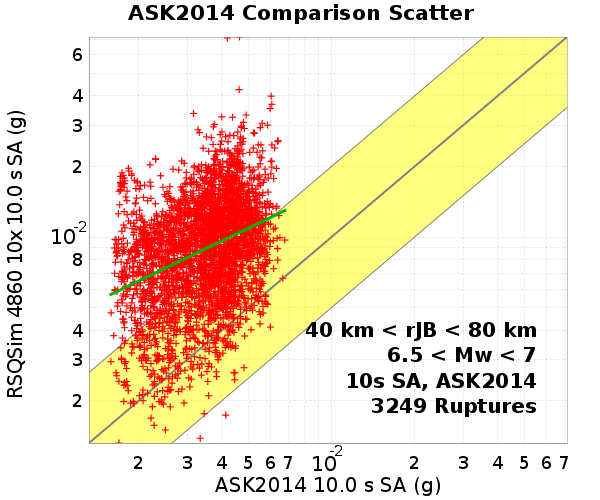 ASK2014 Comparison Scatter
RSQSim 4860 10x 10.0 s SA (g)
6
4
3
2
10-2
8
6
4
3
2
40 km < rJB < 80 km
6.5 < Mw < 7
10s SA, ASK2014
3249 Ruptures
2 3 4 5 6 7 10-2 2 3 4 5 6 7
ASK2014 10.0 s SA (g)